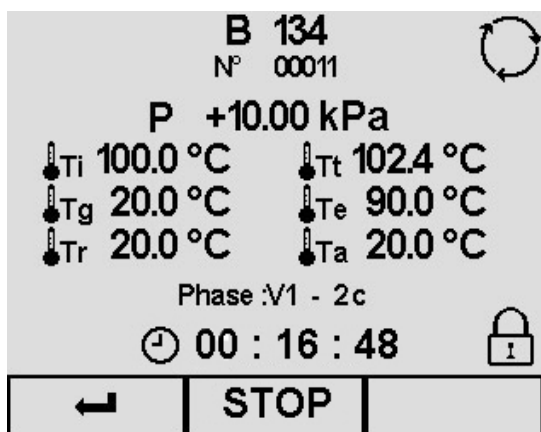 B 134
N° 00011
P +10.00 kPa
Ti 100.0 °C Tt 102.4 °C
Tg 20.0 °C Te 90.0 °C
Tr 20.0 °C Ta 20.0 °C
Phase :V1 - 2c
00 : 16 : 48
1
STOP